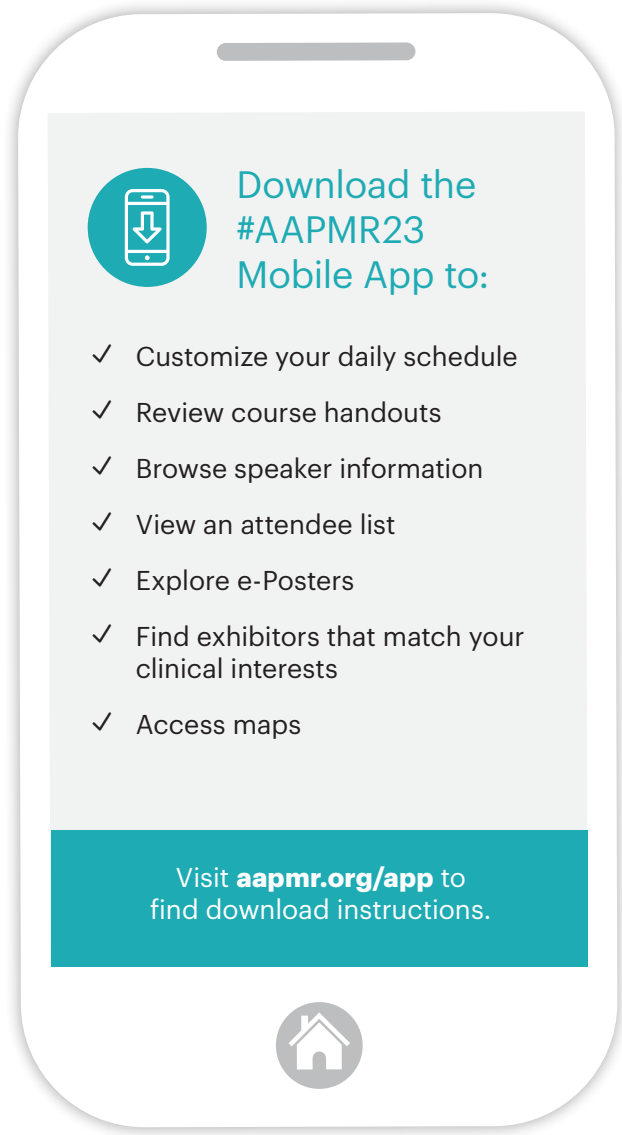 Download the
#AAPMR23
Mobile App to:
Customize your daily schedule
Review course handouts
Browse speaker information
View an attendee list
Explore e-Posters
Find exhibitors that match your
clinical interests
Access maps
Visit aapmr.org/app to
find download instructions.